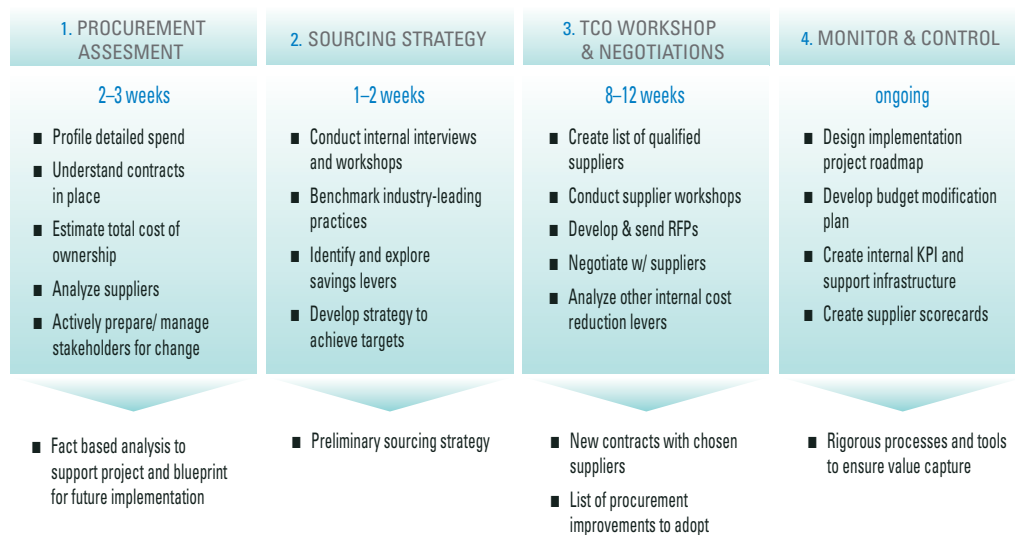 1. PROCUREMENT
ASSESMENT
2–3 weeks
■ Profile detailed spend
■ Understand contracts
in place
■ Estimate total cost of
ownership
■ Analyze suppliers
■ Actively prepare/ manage
stakeholders for change
■ Fact based analysis to
support project and blueprint
for future implementation
2. SOURCING STRATEGY
1–2 weeks
■ Conduct internal interviews
and workshops
■ Benchmark industry-leading
practices
■ Identify and explore
savings levers
■ Develop strategy to
achieve targets
■ Preliminary sourcing strategy
3. TCO WORKSHOP
& NEGOTIATIONS
8–12 weeks
■ Create list of qualified
suppliers
■ Conduct supplier workshops
■ Develop & send RFPs
■ Negotiate w/ suppliers
■ Analyze other internal cost
reduction levers
■ New contracts with chosen
suppliers
■ List of procurement
improvements to adopt
4. MONITOR & CONTROL
ongoing
■ Design implementation
project roadmap
■ Develop budget modification
plan
■ Create internal KPI and
support infrastructure
■ Create supplier scorecards
■ Rigorous processes and tools
to ensure value capture